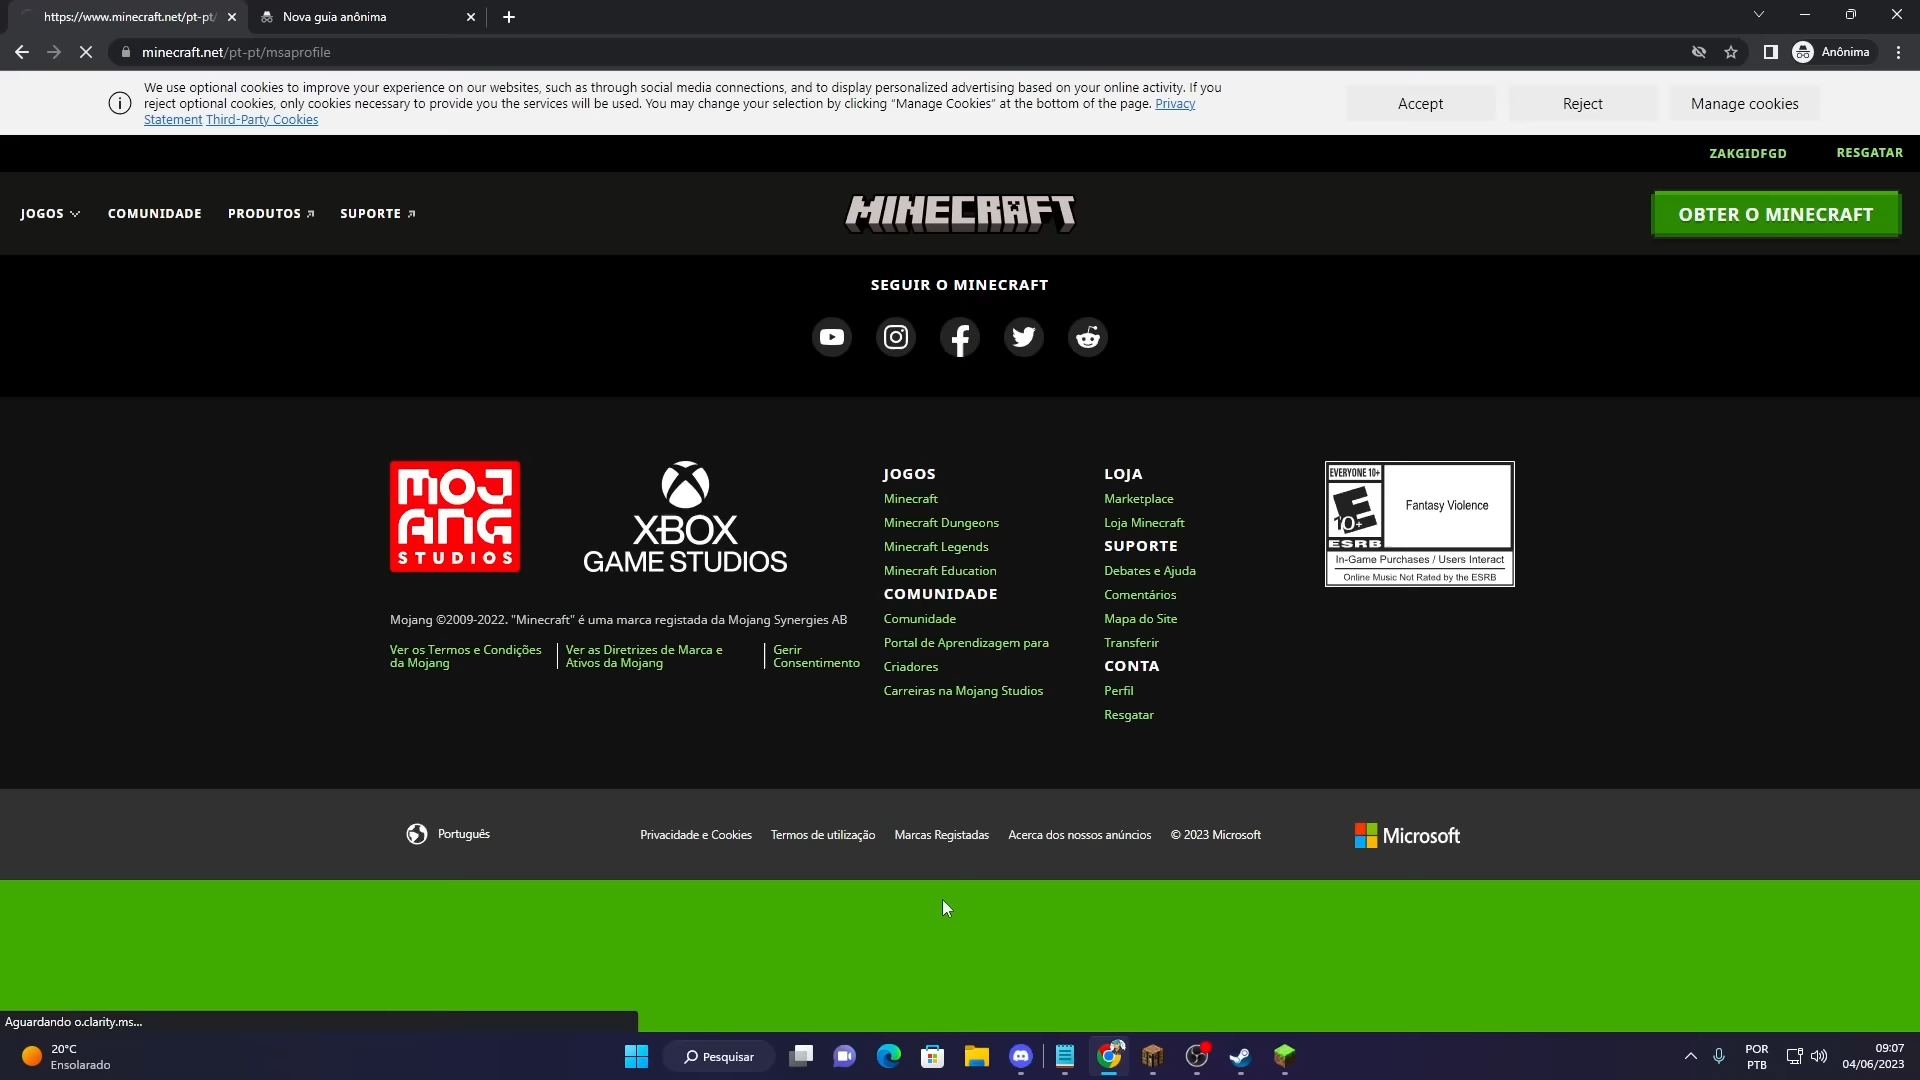 https://www.minecraft.net/pt-pt/
Nova guia anônima
minecraft.net/pt-pt/msaprofile
Anônima
We use optional cookies to improve your experience on our websites, such as through social media connections, and to display personalized advertising based on your online activity. If you
reject optional cookies, only cookies necessary to provide you the services will be used. You may change your selection by clicking “Manage Cookies” at the bottom of the page. Privacy
Statement Third-Party Cookies
Accept
Reject
Manage cookies
ZAKGIDFGD
RESGATAR
JOGOS
COMUNIDADE
PRODUTOS
SUPORTE
MINECRAFT
OBTER O MINECRAFT
SEGUIR O MINECRAFT
MOJ
ANG
STUDIOS
XBOX
GAME STUDIOS
Mojang ©2009-2022. "Minecraft" é uma marca registada da Mojang Synergies AB
Ver os Termos e Condições
da Mojang
Ver as Diretrizes de Marca e
Ativos da Mojang
Gerir
Consentimento
JOGOS
Minecraft
Minecraft Dungeons
Minecraft Legends
Minecraft Education
COMUNIDADE
Comunidade
Portal de Aprendizagem para
Criadores
Carreiras na Mojang Studios
LOJA
Marketplace
Loja Minecraft
SUPORTE
Debates e Ajuda
Comentários
Mapa do Site
Transferir
CONTA
Perfil
Resgatar
EVERYONE 10+
E
10+
ESRB
Fantasy Violence
In-Game Purchases / Users Interact
Online Music Not Rated by the ESRB
Português
Privacidade e Cookies
Termos de utilização
Marcas Registadas
Acerca dos nossos anúncios
© 2023 Microsoft
Microsoft
Aguardando o.clarity.ms...
20°C
Ensolarado
Pesquisar
POR
PTB
09:07
04/06/2023